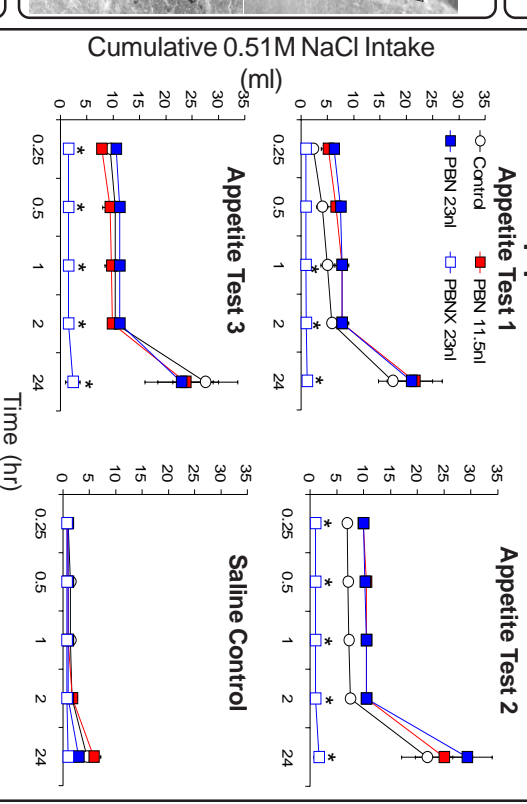 Cumulative 0.51M NaCl Intake
(ml)
Appetite Test 1
Control
PBN 11.5nl
PBN 23nl
PBNX 23nl
0 5 10 15 20 25 30 35
0.25 0.5 1 2 24
* * *
Appetite Test 2
0 5 10 15 20 25 30 35
0.25 0.5 1 2 24
* * * * *
Appetite Test 3
0 5 10 15 20 25 30 35
0.25 0.5 1 2 24
* * * * *
Saline Control
0 5 10 15 20 25 30 35
0.25 0.5 1 2 24
Time (hr)